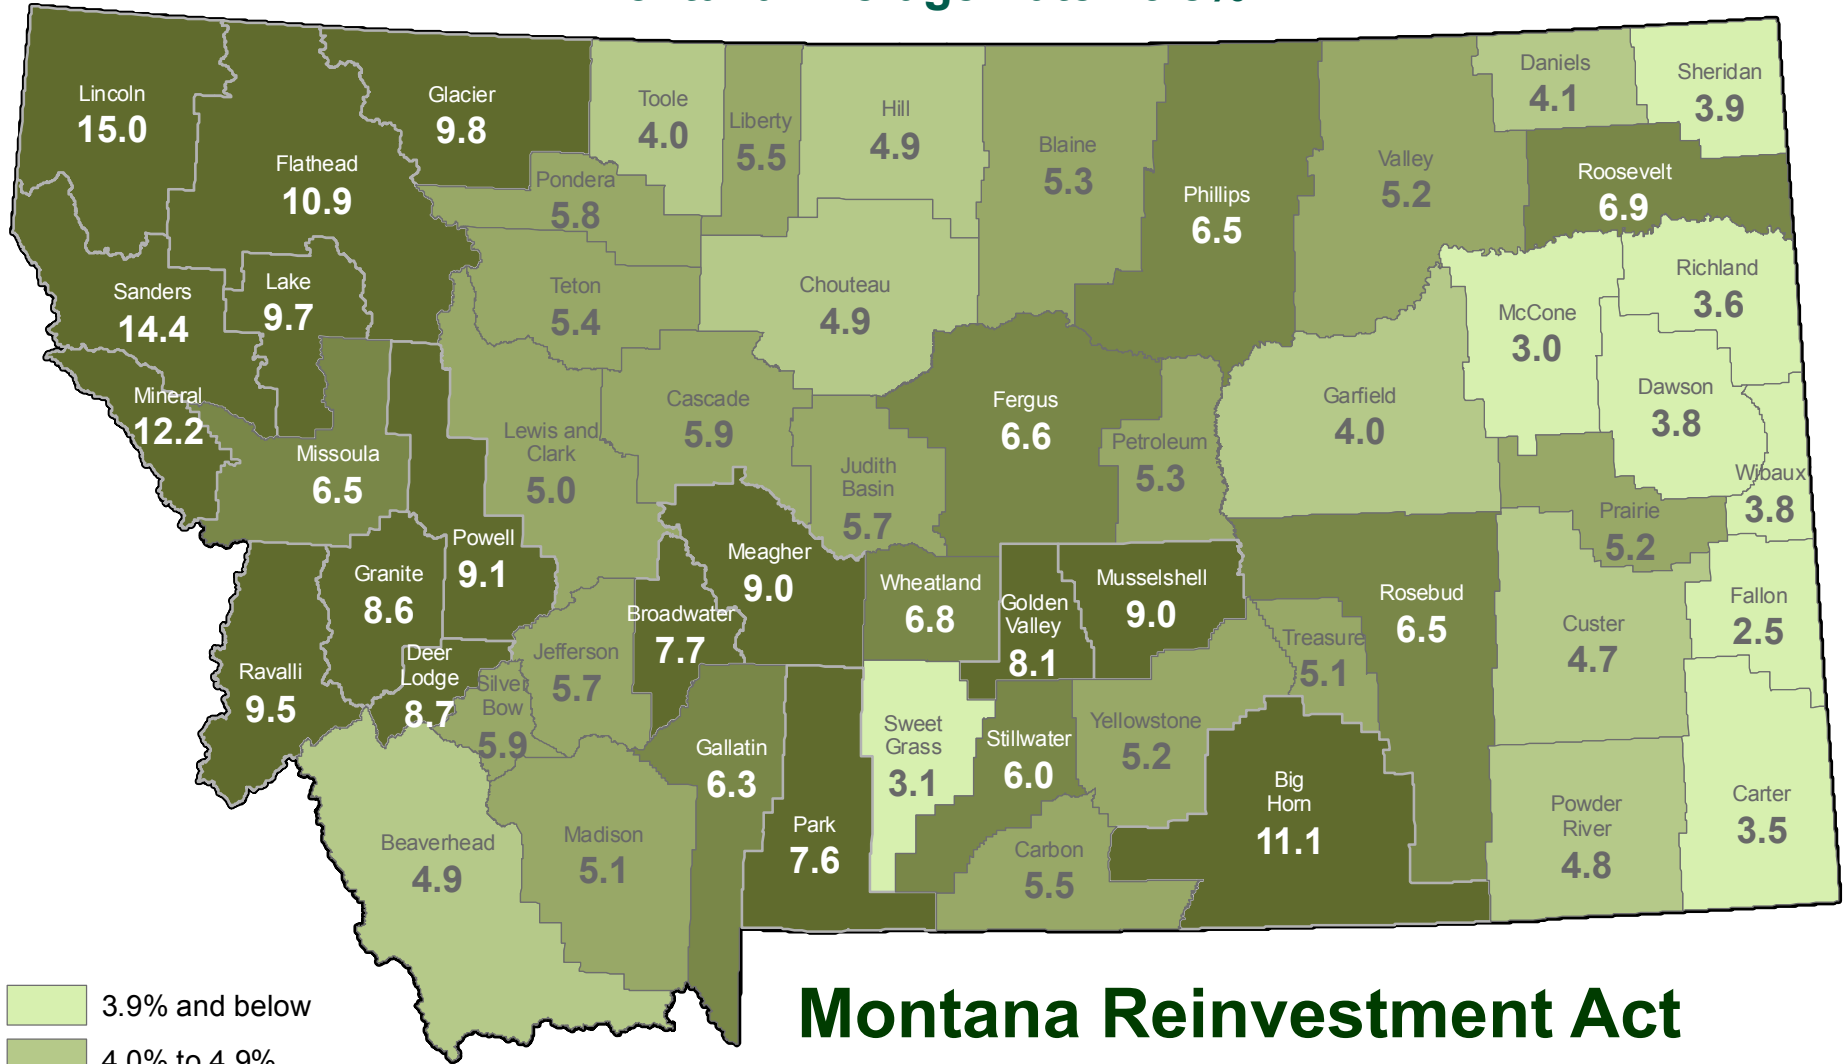 Lincoln
15.0
Glacier
9.8
Toole
4.0
Liberty
5.5
Hill
4.9
Blaine
5.3
Phillips
6.5
Valley
5.2
Daniels
4.1
Sheridan
3.9
Roosevelt
6.9
Flathead
10.9
Pondera
5.8
Sanders
14.4
Lake
9.7
Teton
5.4
Chouteau
4.9
McCone
3.0
Richland
3.6
Mineral
12.2
Missoula
6.5
Lewis and
Clark
5.0
Cascade
5.9
Judith
Basin
5.7
Fergus
6.6
Petroleum
5.3
Garfield
4.0
Dawson
3.8
Wibaux
3.8
Prairie
5.2
Powell
9.1
Granite
8.6
Meagher
9.0
Broadwater
7.7
Wheatland
6.8
Golden
Valley
8.1
Musselshell
9.0
Rosebud
6.5
Treasure
5.1
Custer
4.7
Fallon
2.5
Ravalli
9.5
Deer
Lodge
8.7
Silver
Bow
5.9
Jefferson
5.7
Gallatin
6.3
Sweet
Grass
3.1
Stillwater
6.0
Yellowstone
5.2
Big
Horn
11.1
Powder
River
4.8
Carter
3.5
Beaverhead
4.9
Madison
5.1
Park
7.6
Carbon
5.5
3.9% and below
4.0% to 4.9%
Montana Reinvestment Act